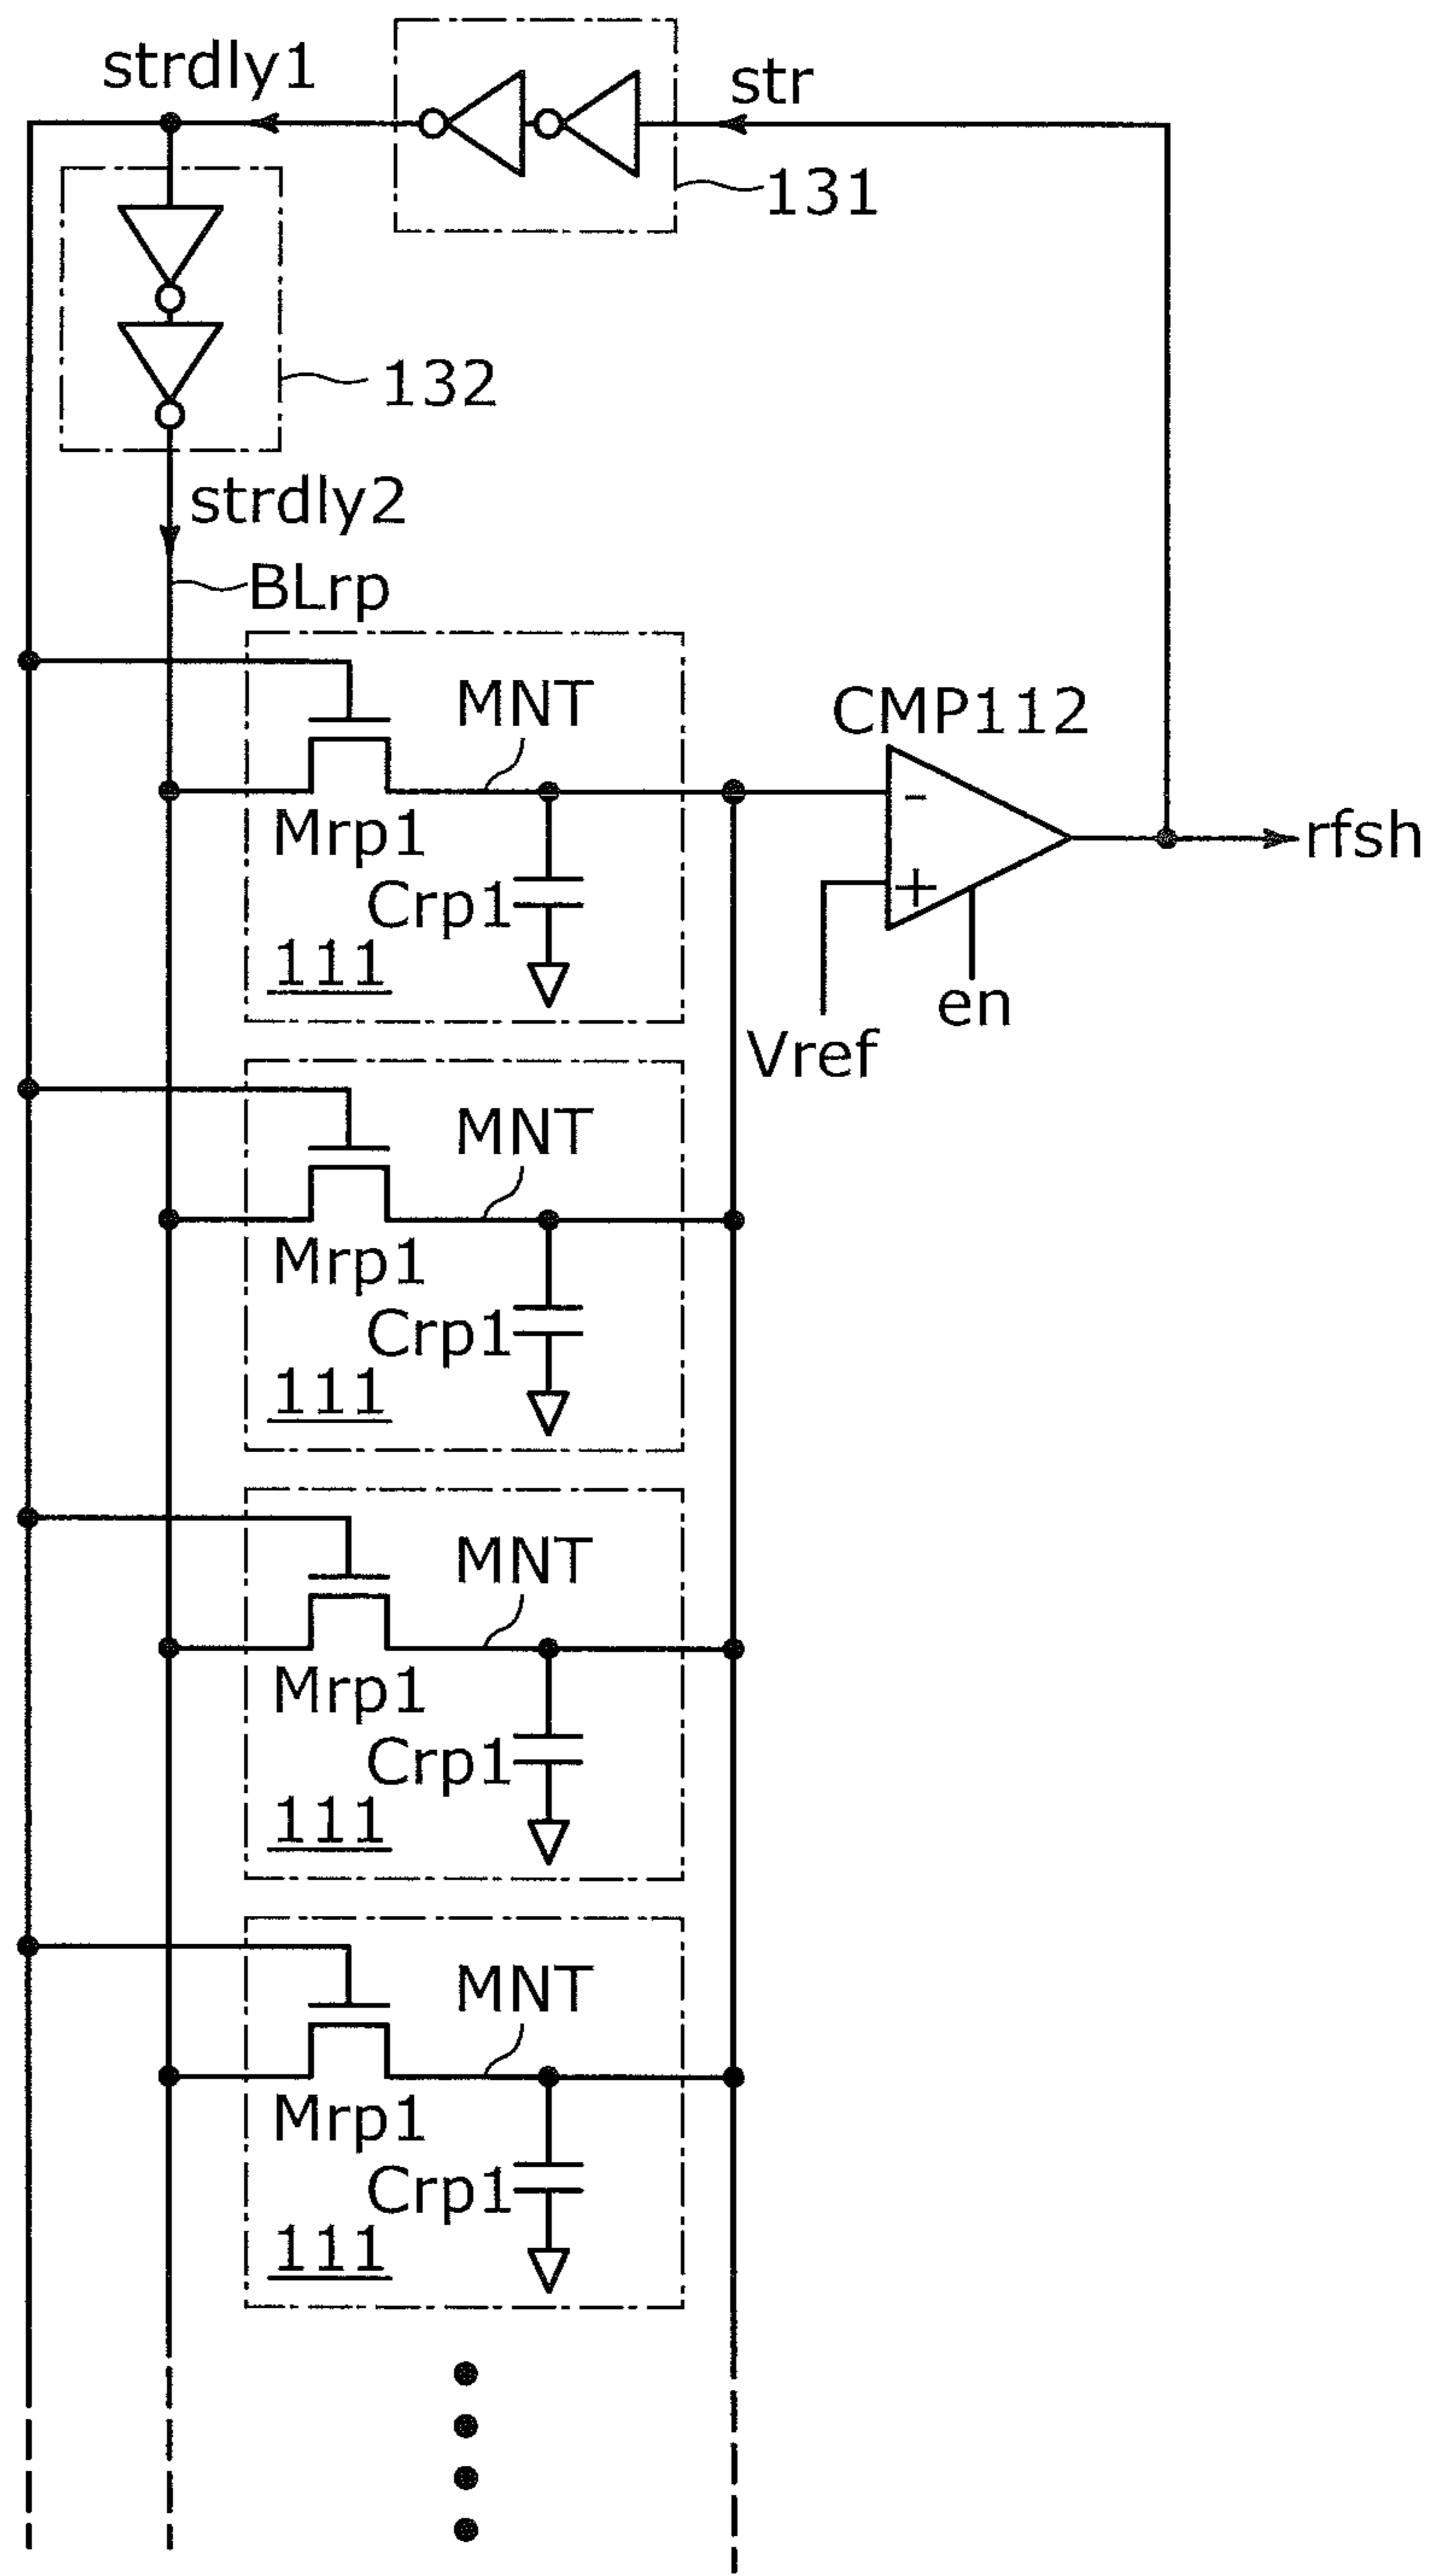 strdly1
str
131
132
strdly2
BLrp
MNT
CMP112
-
Mrp1
rfsh
Crp1
+
111
en
Vref
MNT
Mrp1
Crp1
111
MNT
Mrp1
Crp1
111
MNT
Mrp1
Crp1
111